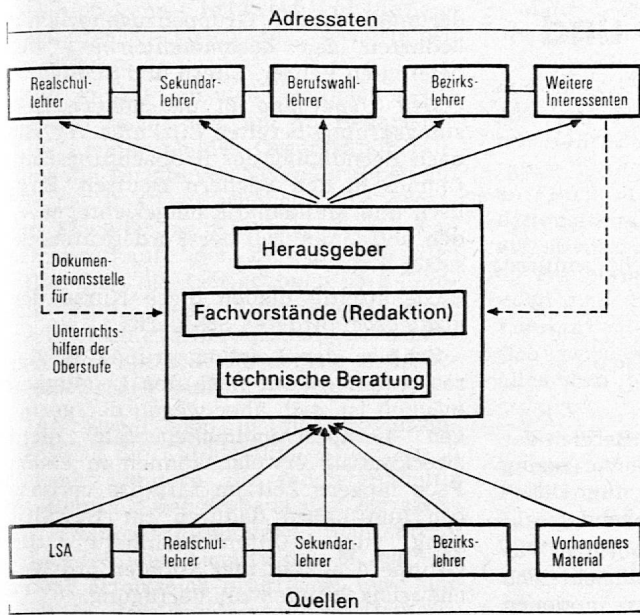 Adressaten
Realschul-
lehrer
Sekundar-
lehrer
Berufswahl-
lehrer
Bezirks-
lehrer
Weitere
Interessenten
Herausgeber
Fachvorstände (Redaktion)
technische Beratung
Dokumen-
tationsstelle
für
Unterrichts-
hilfen der
Oberstufe
LSA
Realschul-
lehrer
Sekundar-
lehrer
Bezirks-
lehrer
Vorhandenes
Material
Quellen